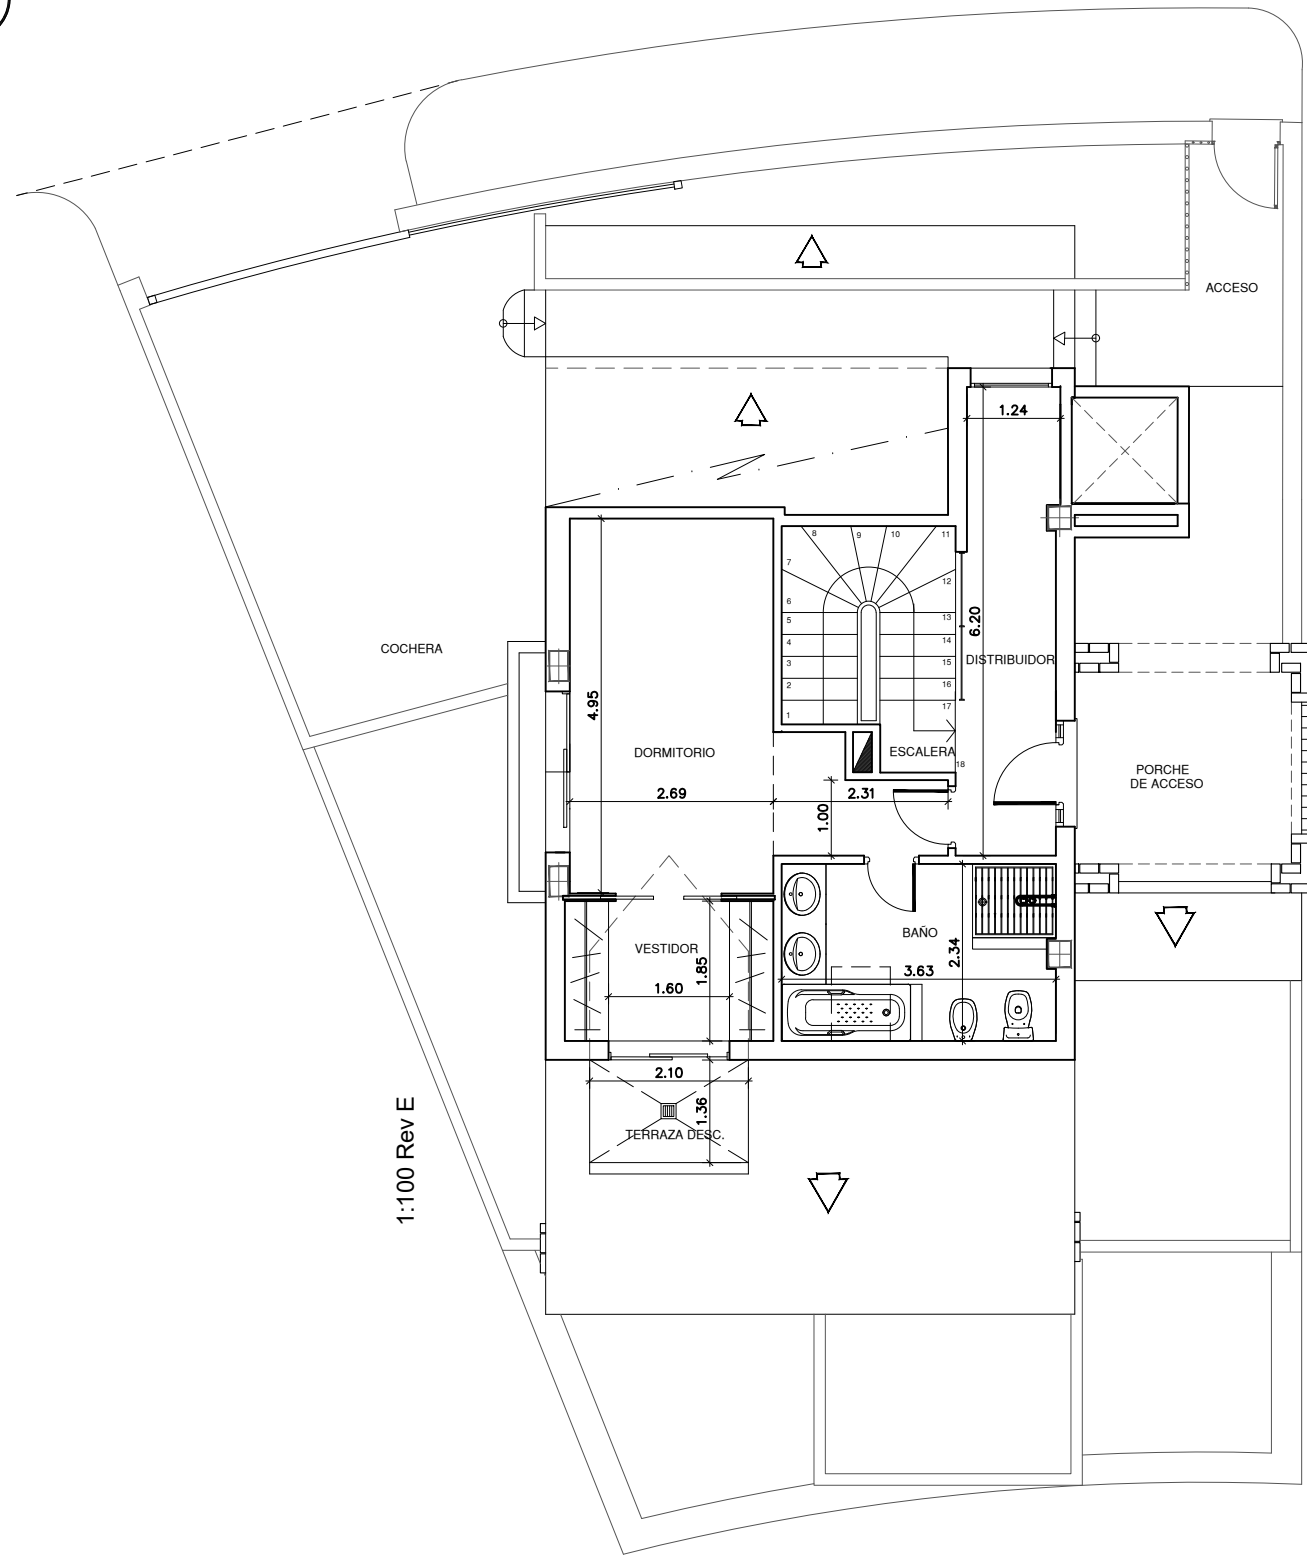 ACCESO
1.24
8
9
10
11
7
12
6
5
13
4
14
3
15
2
16
1
17
18
6.20
DISTRIBUIDOR
COCHERA
4.95
DORMITORIO
ESCALERA
PORCHE
DE ACCESO
2.69
2.31
1.00
VESTIDOR
1.85
1.60
BAÑO
2.34
3.63
2.10
1.36
TERRAZA DESC.
1:100 Rev E